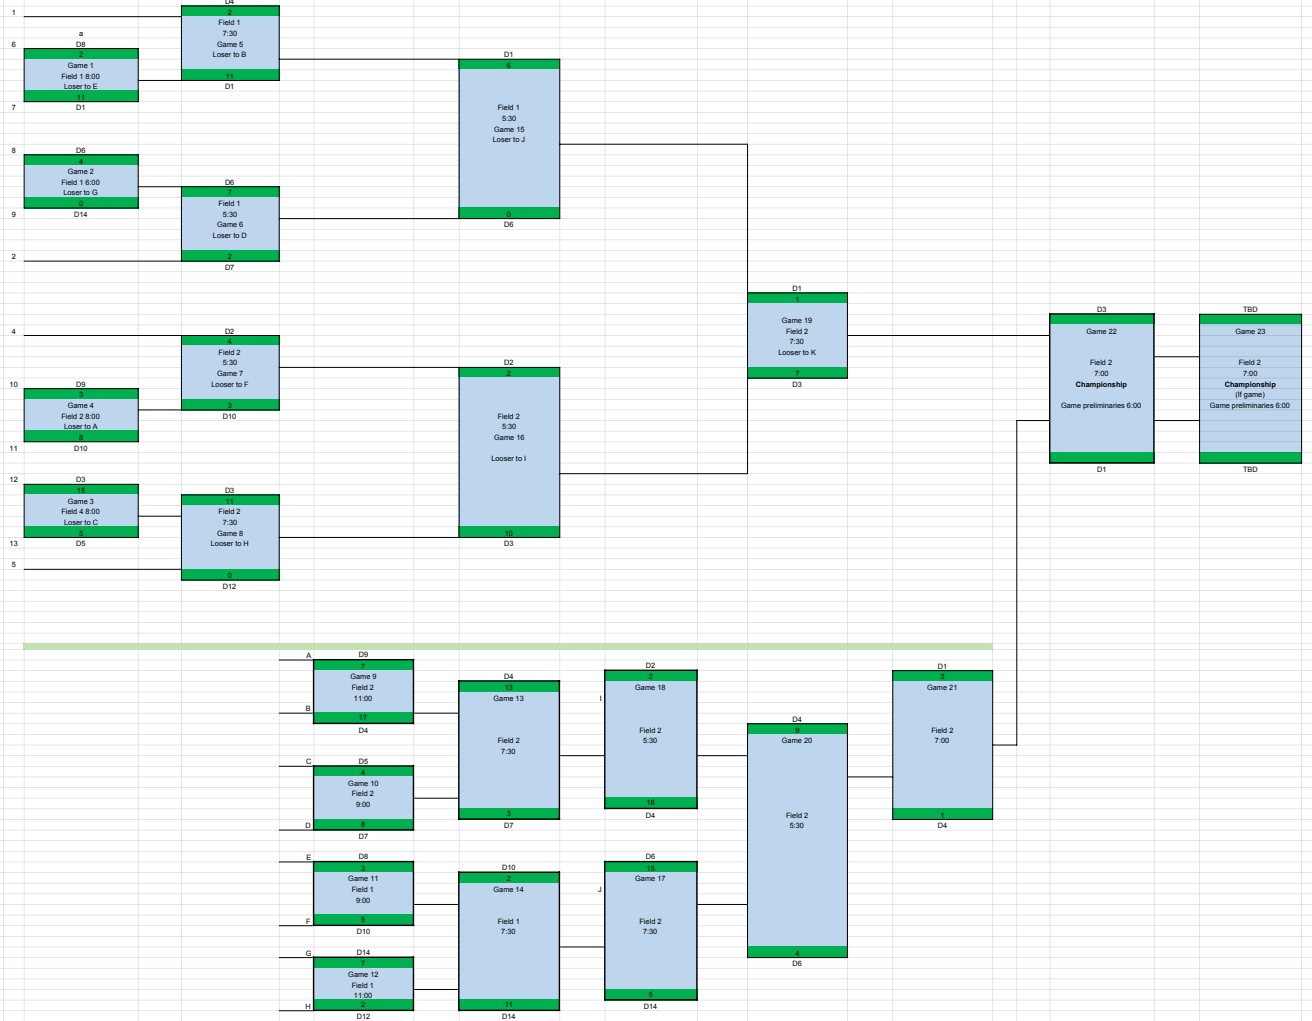 1
D4
2
Field 1
7:30
Game 5
Loser to B
11
D1
a
6
D8
2
Game 1
Field 1 8:00
Loser to E
11
D1
7
8
D6
4
Game 2
Field 1 6:00
Loser to G
0
D14
9
D6
7
Field 1
5:30
Game 6
Loser to D
2
D7
2
D1
6
Field 1
5:30
Game 15
Loser to J
0
D6
4
D2
4
Field 2
5:30
Game 7
Looser to F
3
D10
10
D9
3
Game 4
Field 2 8:00
Loser to A
8
D10
11
12
D3
15
Game 3
Field 4 8:00
Loser to C
5
D5
13
5
D3
11
Field 2
7:30
Game 8
Looser to H
0
D12
D2
2
Field 2
5:30
Game 16
Looser to I
10
D3
D1
1
Game 19
Field 2
7:30
Looser to K
7
D3
D3
Game 22
Field 2
7:00
Championship
Game preliminaries 6:00
D1
TBD
Game 23
Field 2
7:00
Championship
(If game)
Game preliminaries 6:00
TBD
A
D9
7
Game 9
Field 2
11:00
B
17
D4
C
D5
4
Game 10
Field 2
9:00
D
8
D7
E
D8
3
Game 11
Field 1
9:00
F
5
D10
G
D14
7
Game 12
Field 1
11:00
H
2
D12
D4
13
Game 13
Field 2
7:30
3
D7
D10
2
Game 14
Field 1
7:30
11
D14
D2
2
I
Game 18
Field 2
5:30
16
D4
D6
15
J
Game 17
Field 2
7:30
5
D14
D4
9
Game 20
Field 2
5:30
4
D6
D1
3
Game 21
Field 2
7:00
1
D4